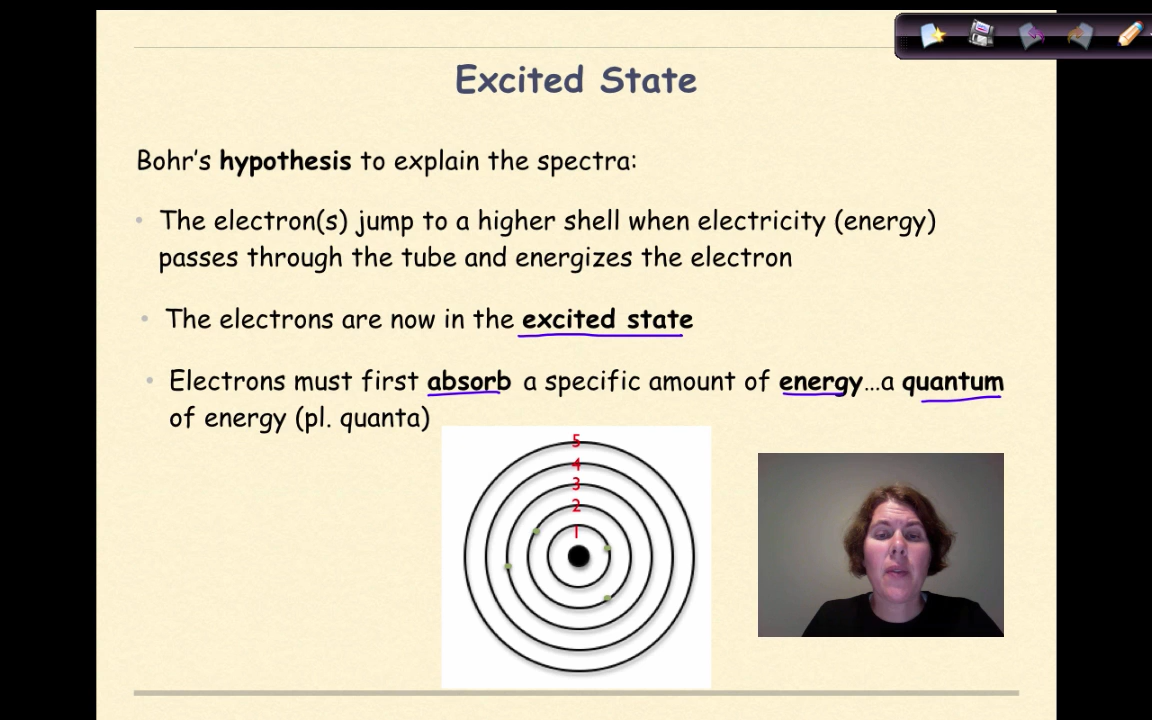 Excited State
Bohr's hypothesis to explain the spectra:
• The electron(s) jump to a higher shell when electricity (energy)
passes through the tube and energizes the electron
• The electrons are now in the excited state
• Electrons must first absorb a specific amount of energy…a quantum
of energy (pl. quanta)
5
4
3
2
1